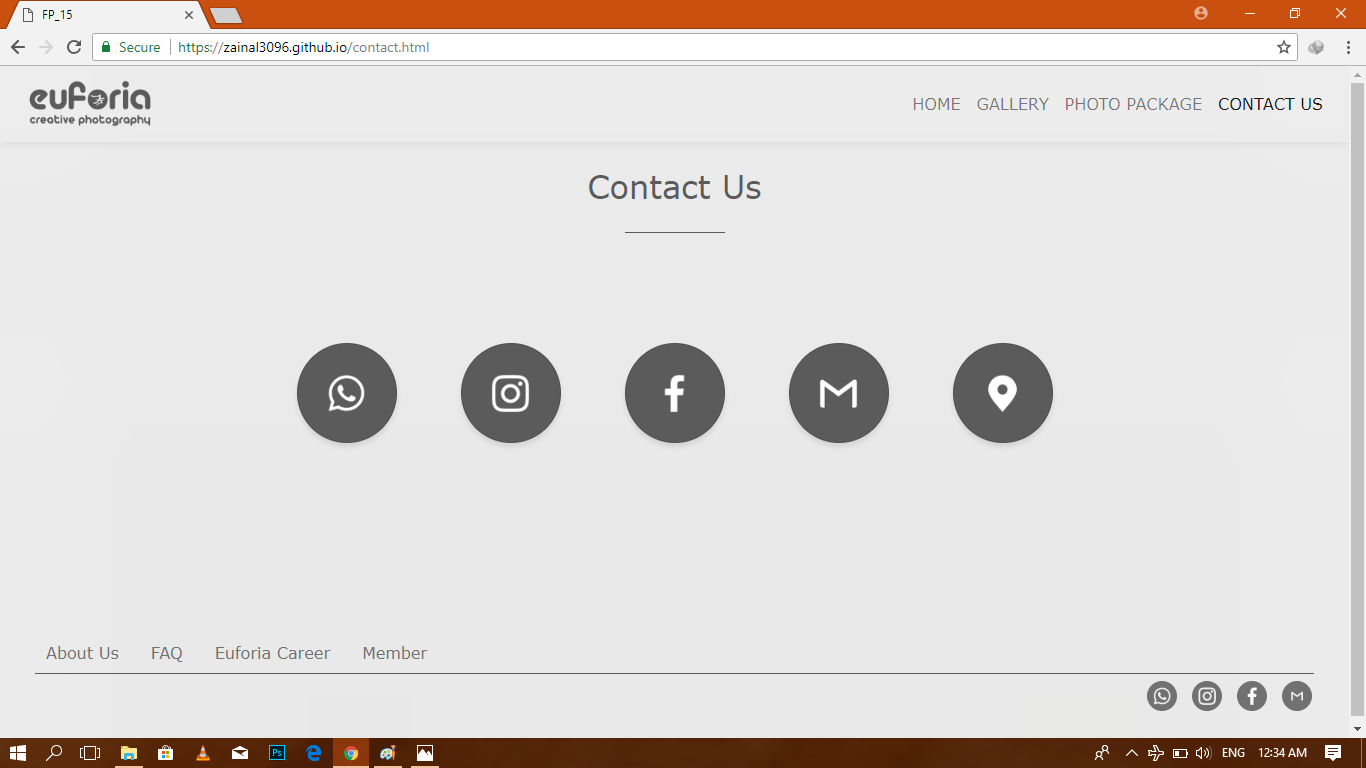 FP_15
Secure https://zainal3096.github.io/contact.html
euforia
creative photography
HOME GALLERY PHOTO PACKAGE CONTACT US
Contact Us
About Us FAQ Euforia Career Member
Ps ENG 12:34 AM